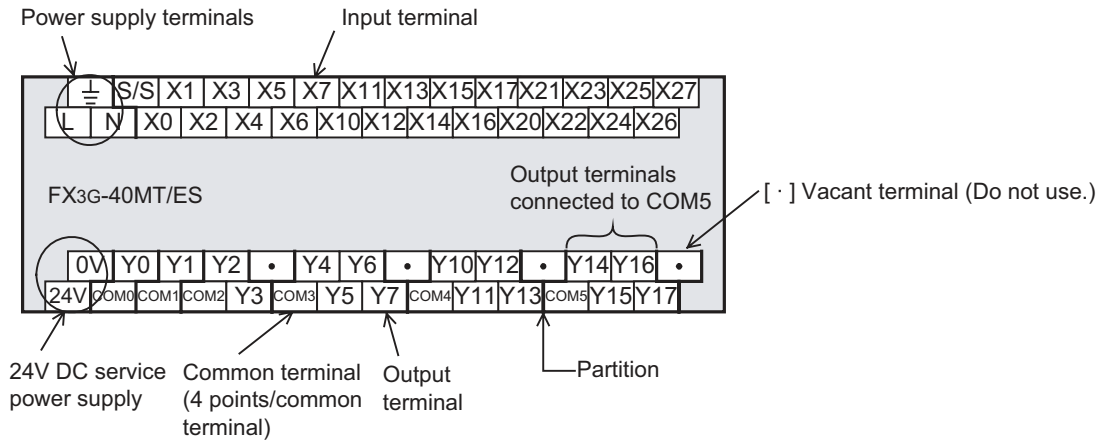 Power supply terminals
Input terminal
S/S X1 X3 X5 X7 X11 X13 X15 X17 X21 X23 X25 X27
L N X0 X2 X4 X6 X10 X12 X14 X16 X20 X22 X24 X26
FX3G-40MT/ES
Output terminals
connected to COM5
[ · ] Vacant terminal (Do not use.)
0V Y0 Y1 Y2 • Y4 Y6 • Y10 Y12 • Y14 Y16 •
24V COM0 COM1 COM2 Y3 COM3 Y5 Y7 COM4 Y11 Y13 COM5 Y15 Y17
24V DC service
power supply
Common terminal
(4 points/common
terminal)
Output
terminal
Partition